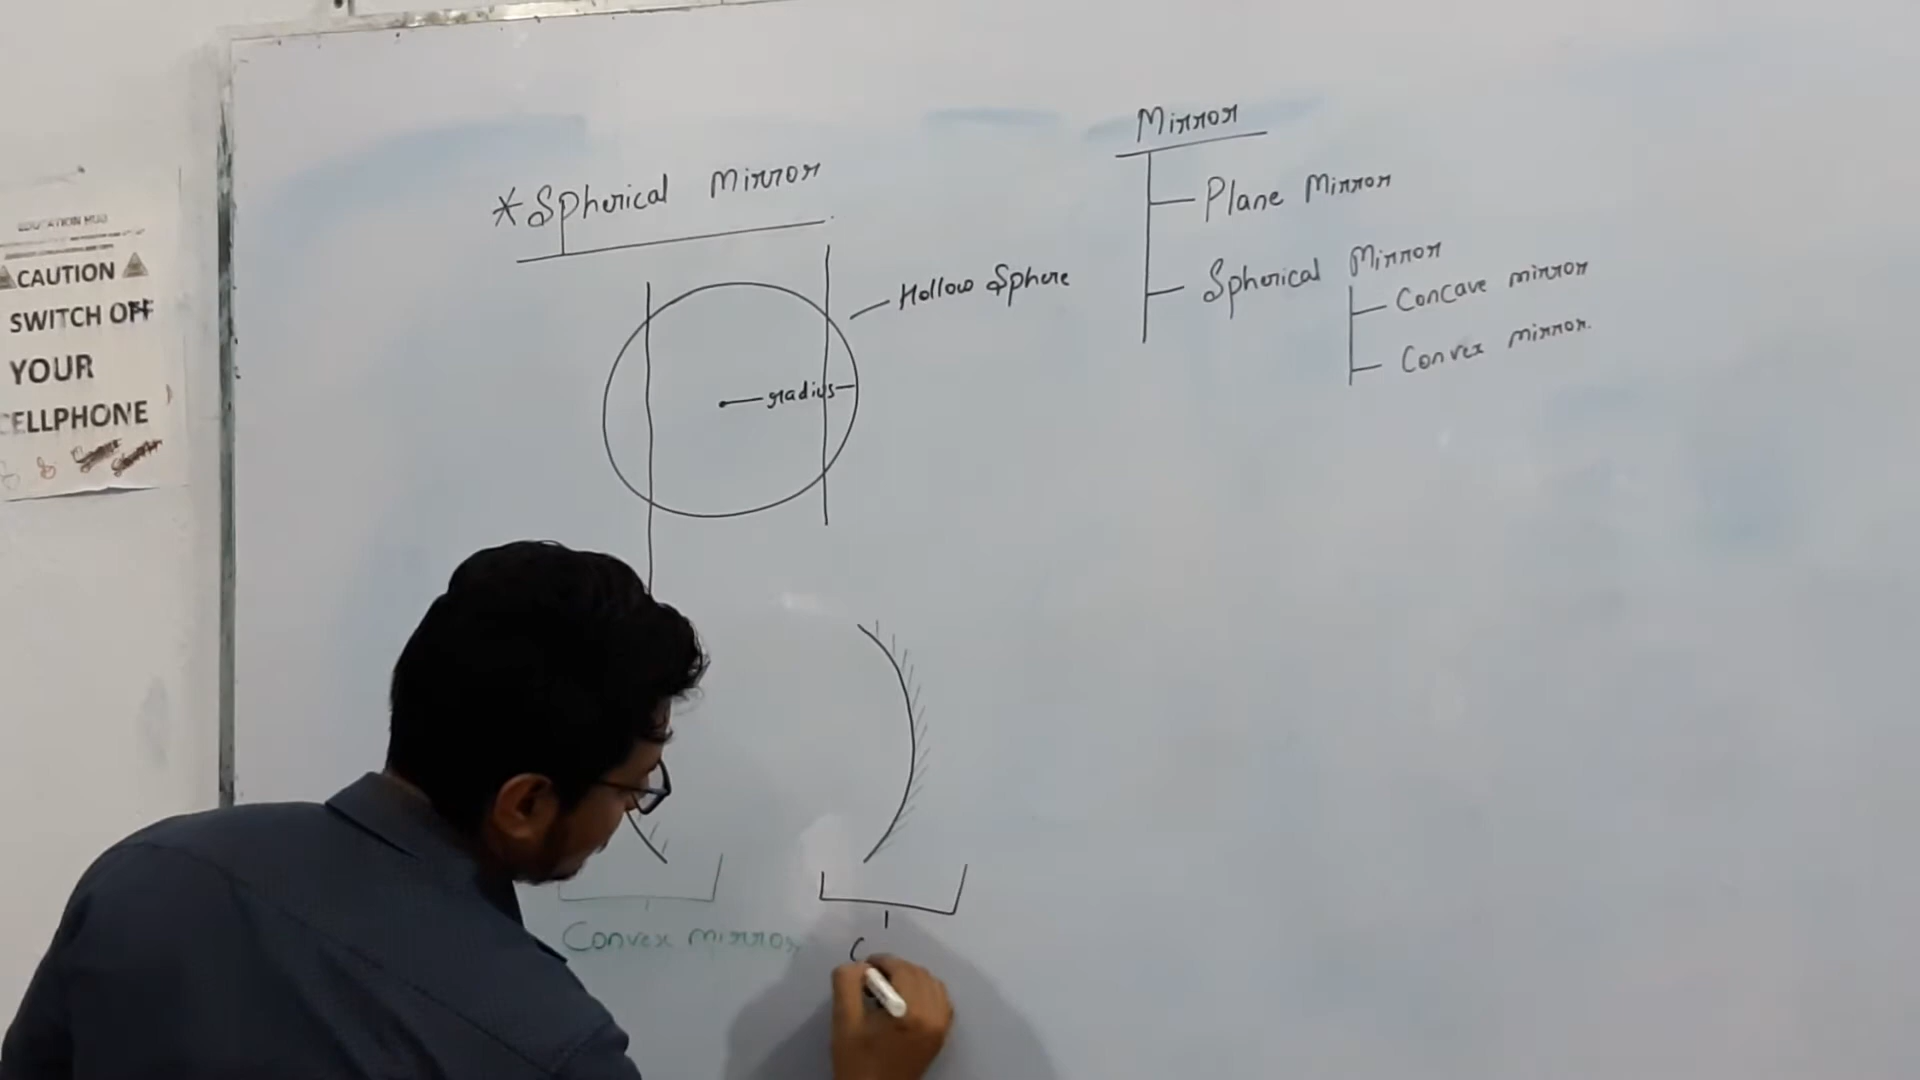 CAUTION
SWITCH OFF
YOUR
CELLPHONE
*Spherical Mirror
Hollow Sphere
radius
Convex mirror
C
Mirror
Plane Mirror
Spherical Mirror
Concave mirror
Convex mirror.